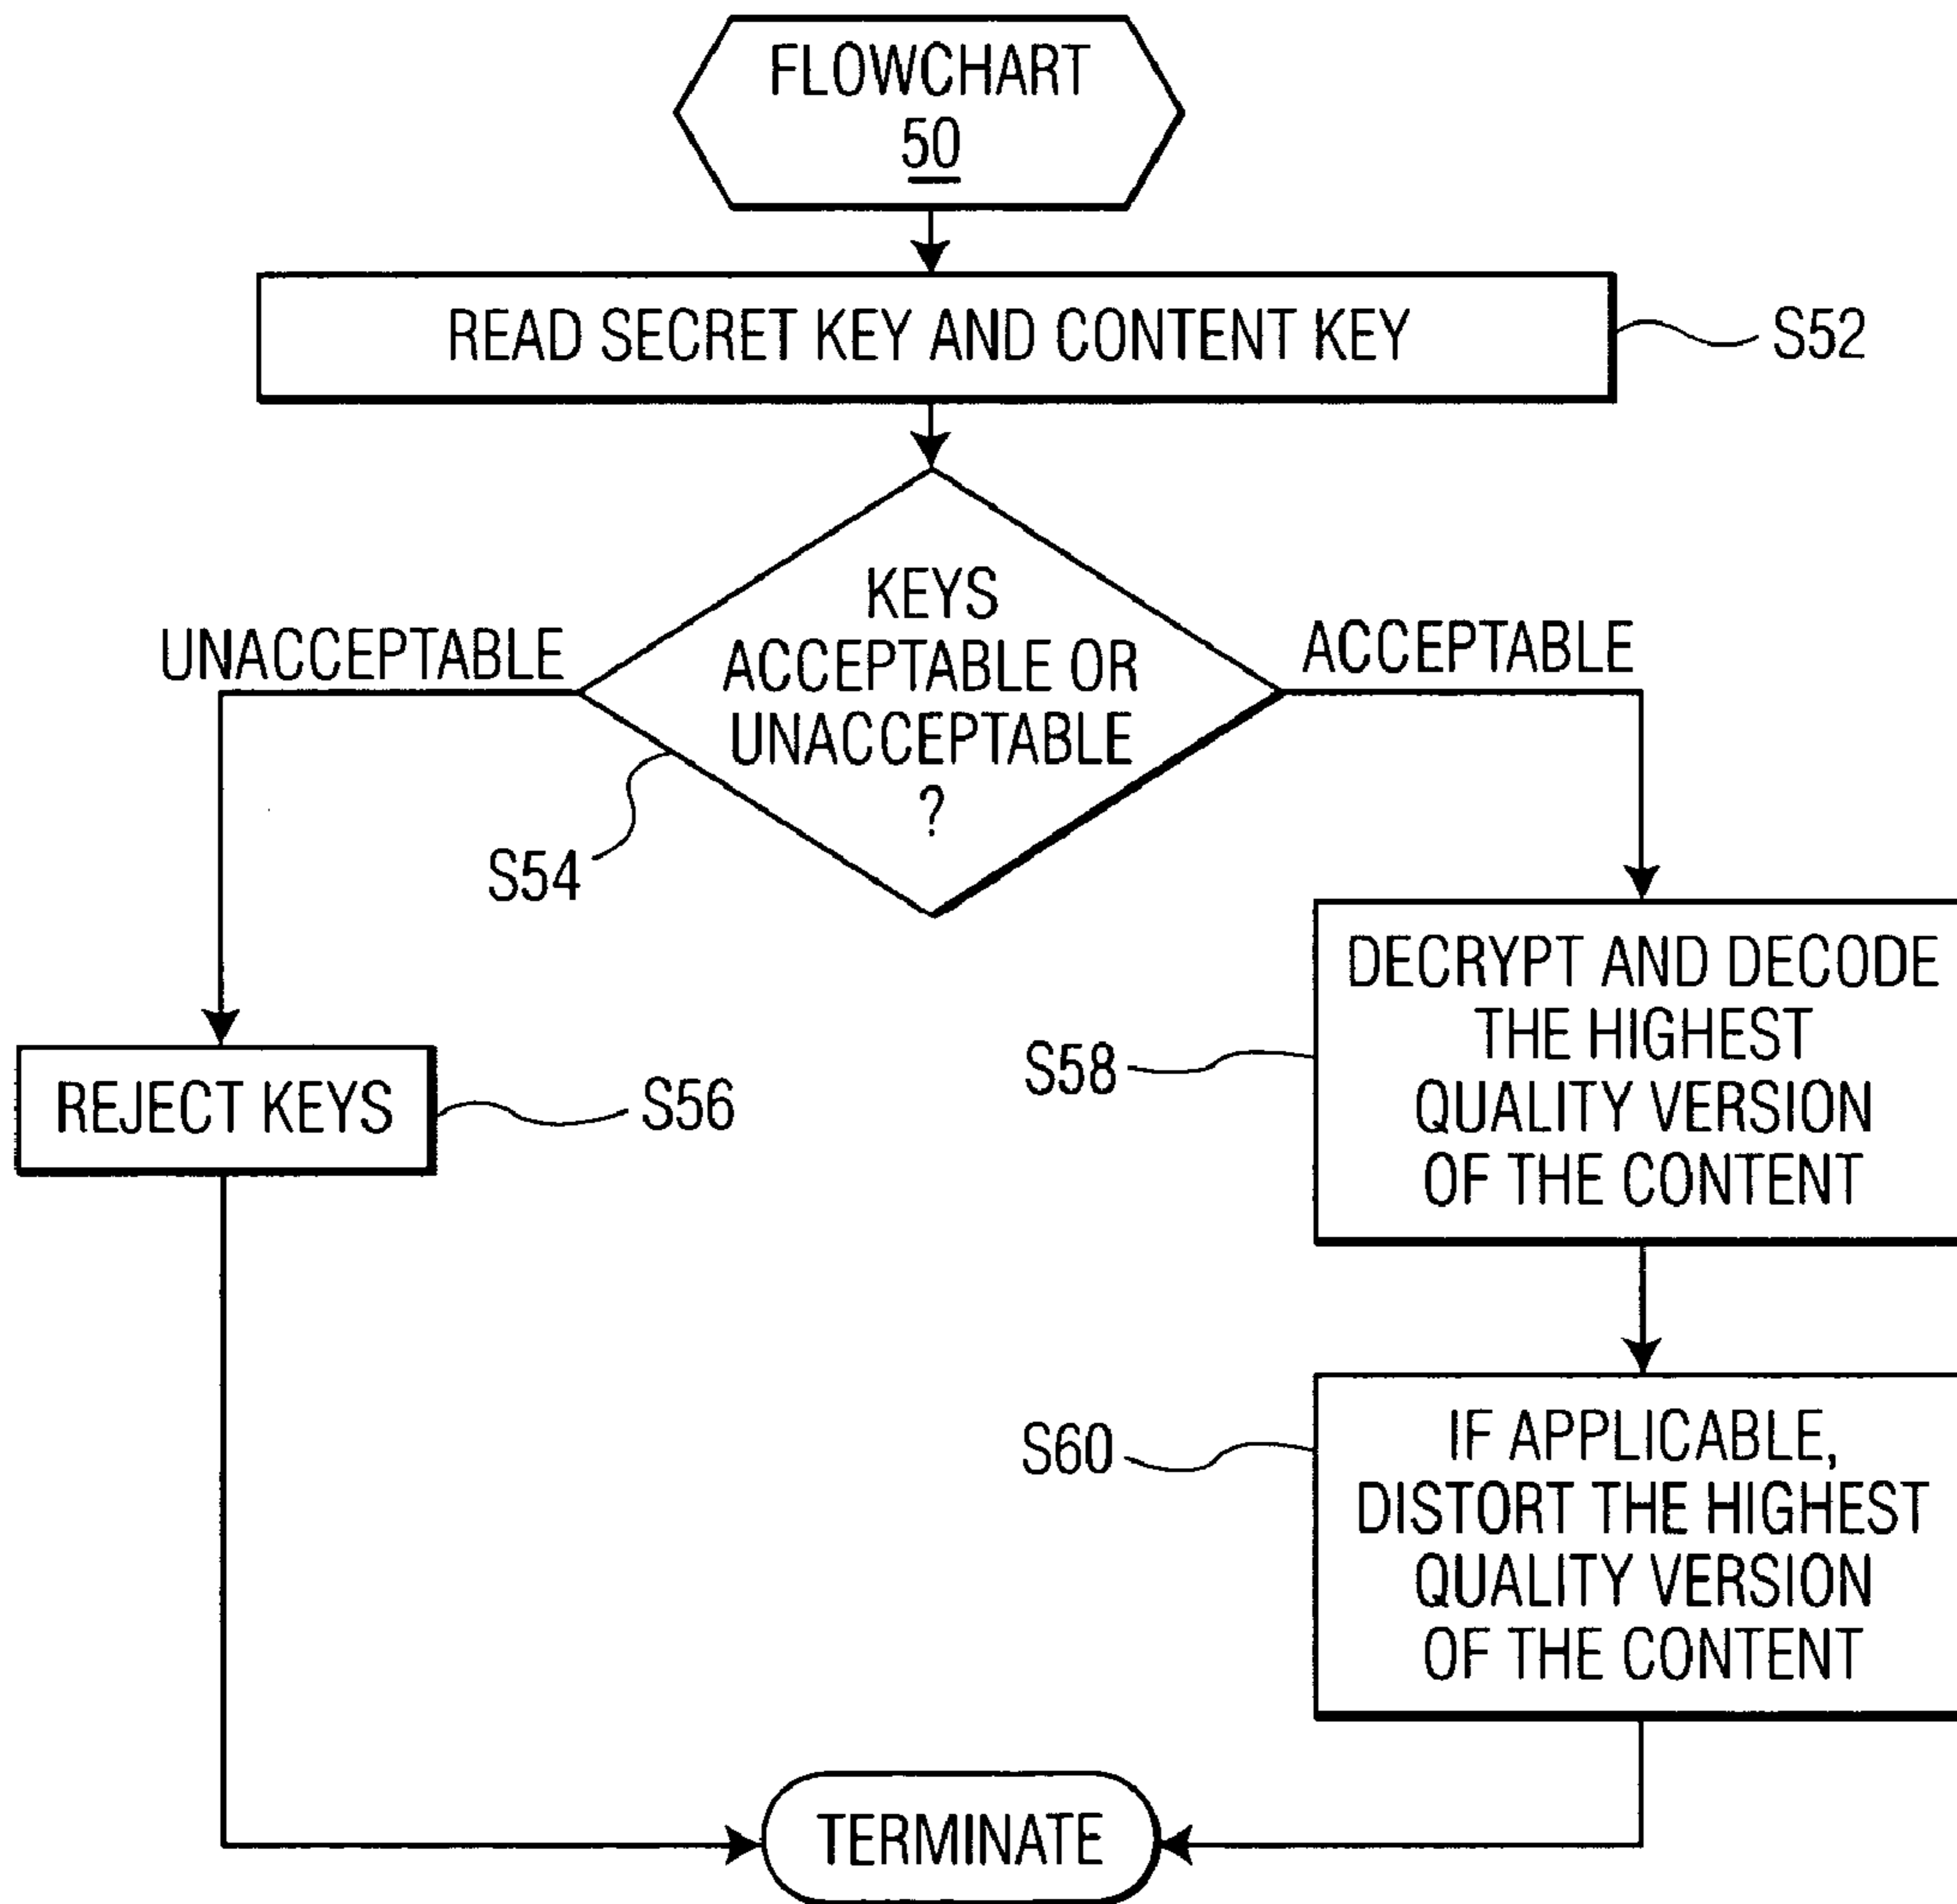 FLOWCHART
50
READ SECRET KEY AND CONTENT KEY
S52
KEYS
ACCEPTABLE OR
UNACCEPTABLE
?
UNACCEPTABLE
ACCEPTABLE
S54
DECRYPT AND DECODE
THE HIGHEST
QUALITY VERSION
OF THE CONTENT
S58
REJECT KEYS
S56
IF APPLICABLE,
DISTORT THE HIGHEST
QUALITY VERSION
OF THE CONTENT
S60
TERMINATE